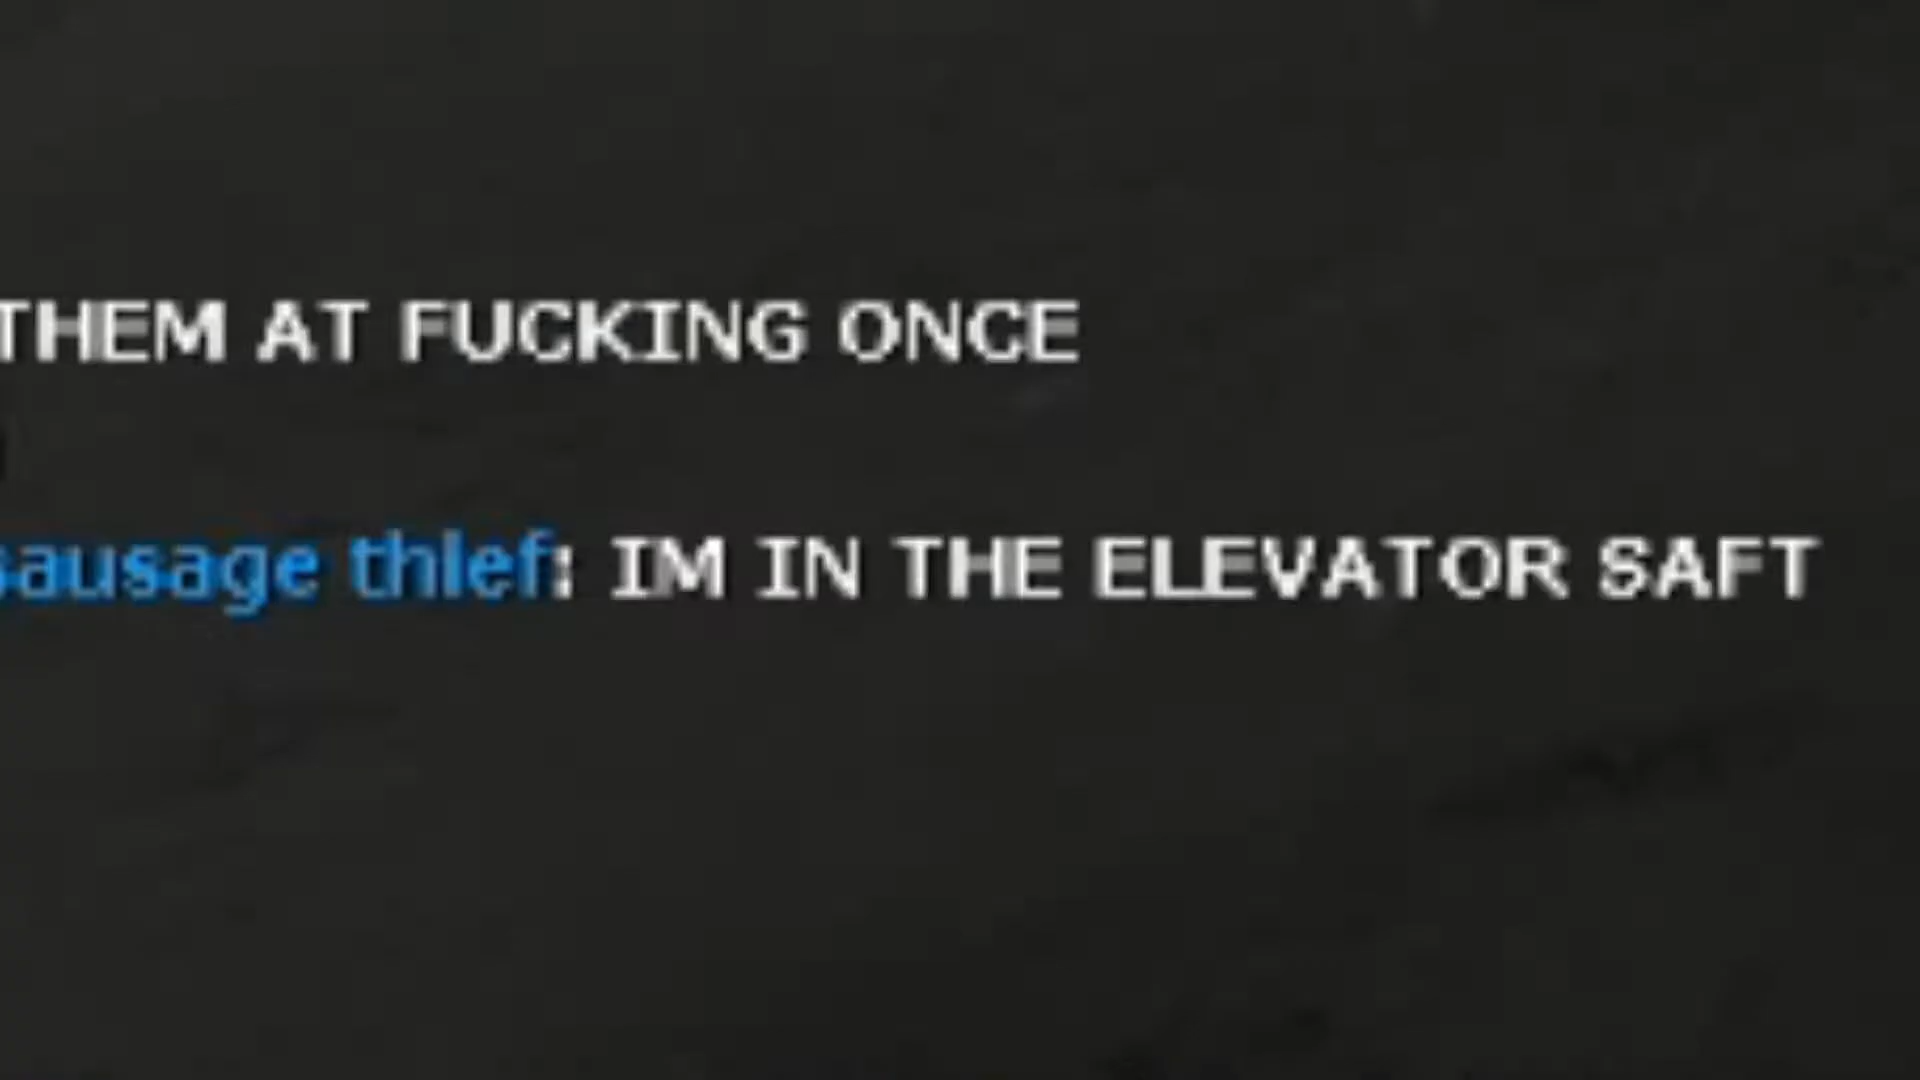 THEM AT FUCKING ONCE
sausage thief: IM IN THE ELEVATOR SAFT